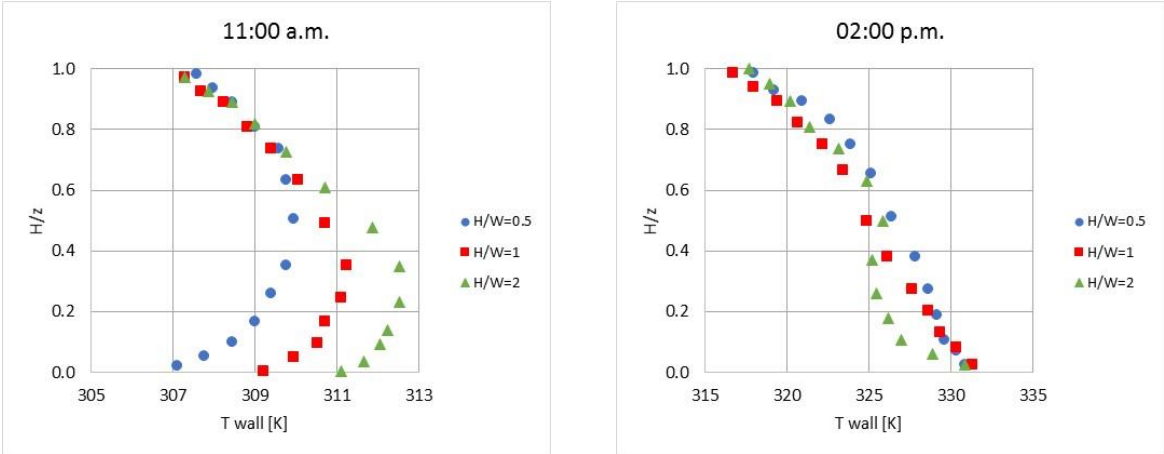 11:00 a.m.
1.0
0.8
0.6
0.4
0.2
0.0
H/z
305
307
309
311
313
T wall [K]
H/W=0.5
H/W=1
H/W=2
02:00 p.m.
1.0
0.8
0.6
0.4
0.2
0.0
H/z
315
320
325
330
335
T wall [K]
H/W=0.5
H/W=1
H/W=2